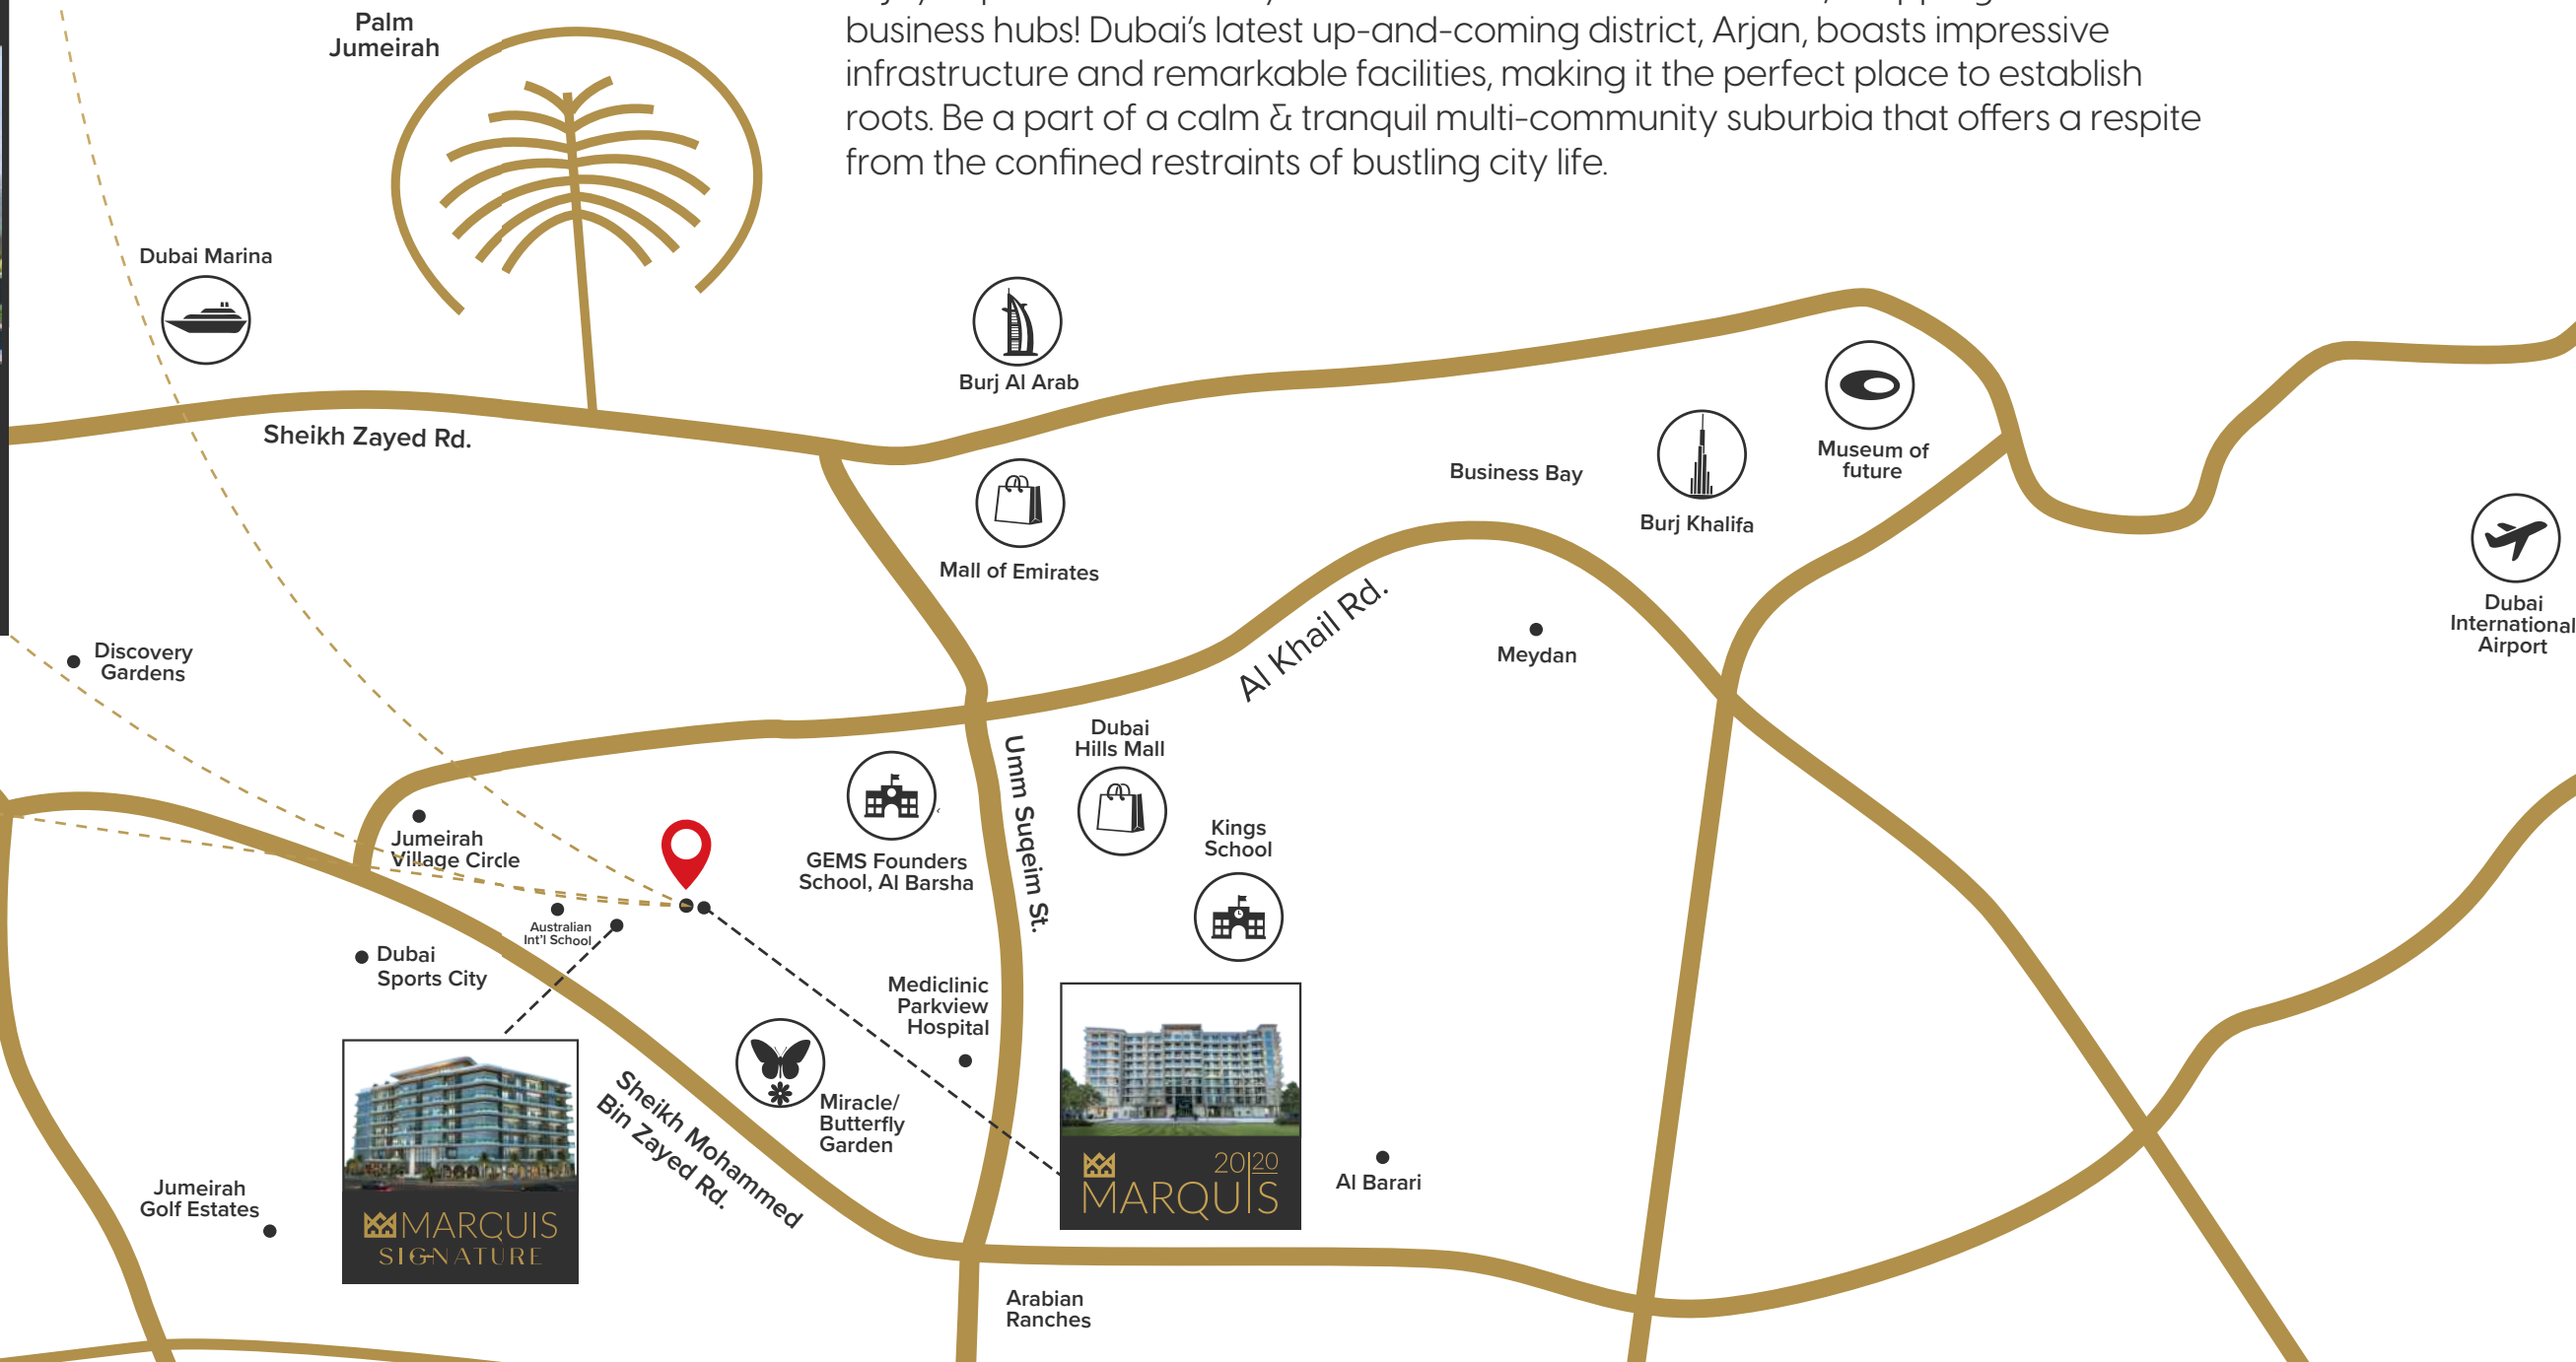 business hubs! Dubai's latest up-and-coming district, Arjan, boasts impressive
infrastructure and remarkable facilities, making it the perfect place to establish
roots. Be a part of a calm & tranquil multi-community suburbia that offers a respite
from the confined restraints of bustling city life.
Palm
Jumeirah
Dubai Marina
Burj Al Arab
Sheikh Zayed Rd.
Museum of
future
Business Bay
Burj Khalifa
Mall of Emirates
Dubai
International
Airport
Al Khail Rd.
Meydan
Discovery
Gardens
Dubai
Hills Mall
Umm Suqeim St.
Jumeirah
Village Circle
GEMS Founders
School, Al Barsha
Kings
School
Australian
Int'l School
Dubai
Sports City
Mediclinic
Parkview
Hospital
Miracle/
Butterfly
Garden
Sheikh Mohammed
Bin Zayed Rd.
20|20
MARQUIS
Al Barari
Jumeirah
Golf Estates
MARQUIS
SIGNATURE
Arabian
Ranches